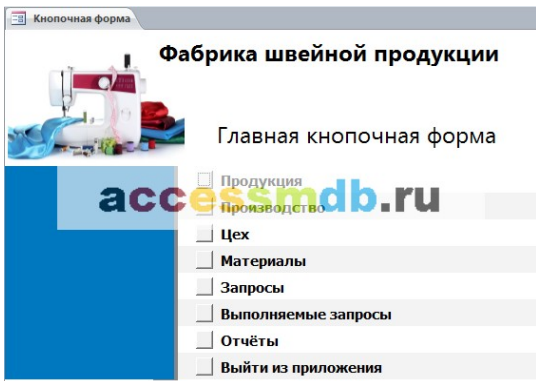 Кнопочная форма
Фабрика швейной продукции
Главная кнопочная форма
Продукция
accessmdb.ru
Производство
Цех
Материалы
Запросы
Выполняемые запросы
Отчёты
Выйти из приложения